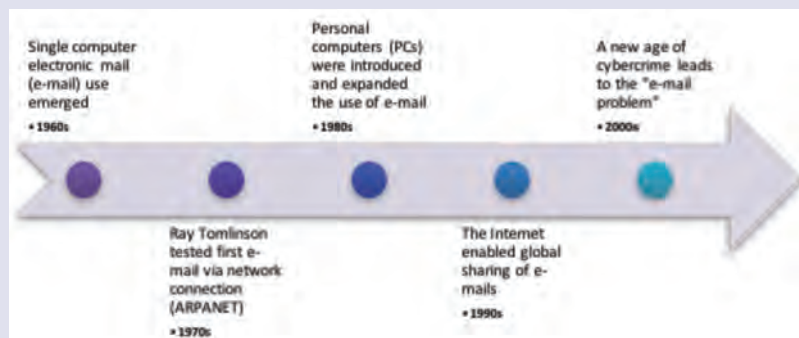 Single computer
electronic mail
(e-mail) use
emerged
• 1960s
Ray Tomlinson
tested first e-
mail via network
connection
(ARPANET)
• 1970s
Personal
computers (PCs)
were introduced
and expanded
the use of e-mail
• 1980s
The Internet
enabled global
sharing of e-
mails
• 1990s
A new age of
cybercrime leads
to the "e-mail
problem"
• 2000s